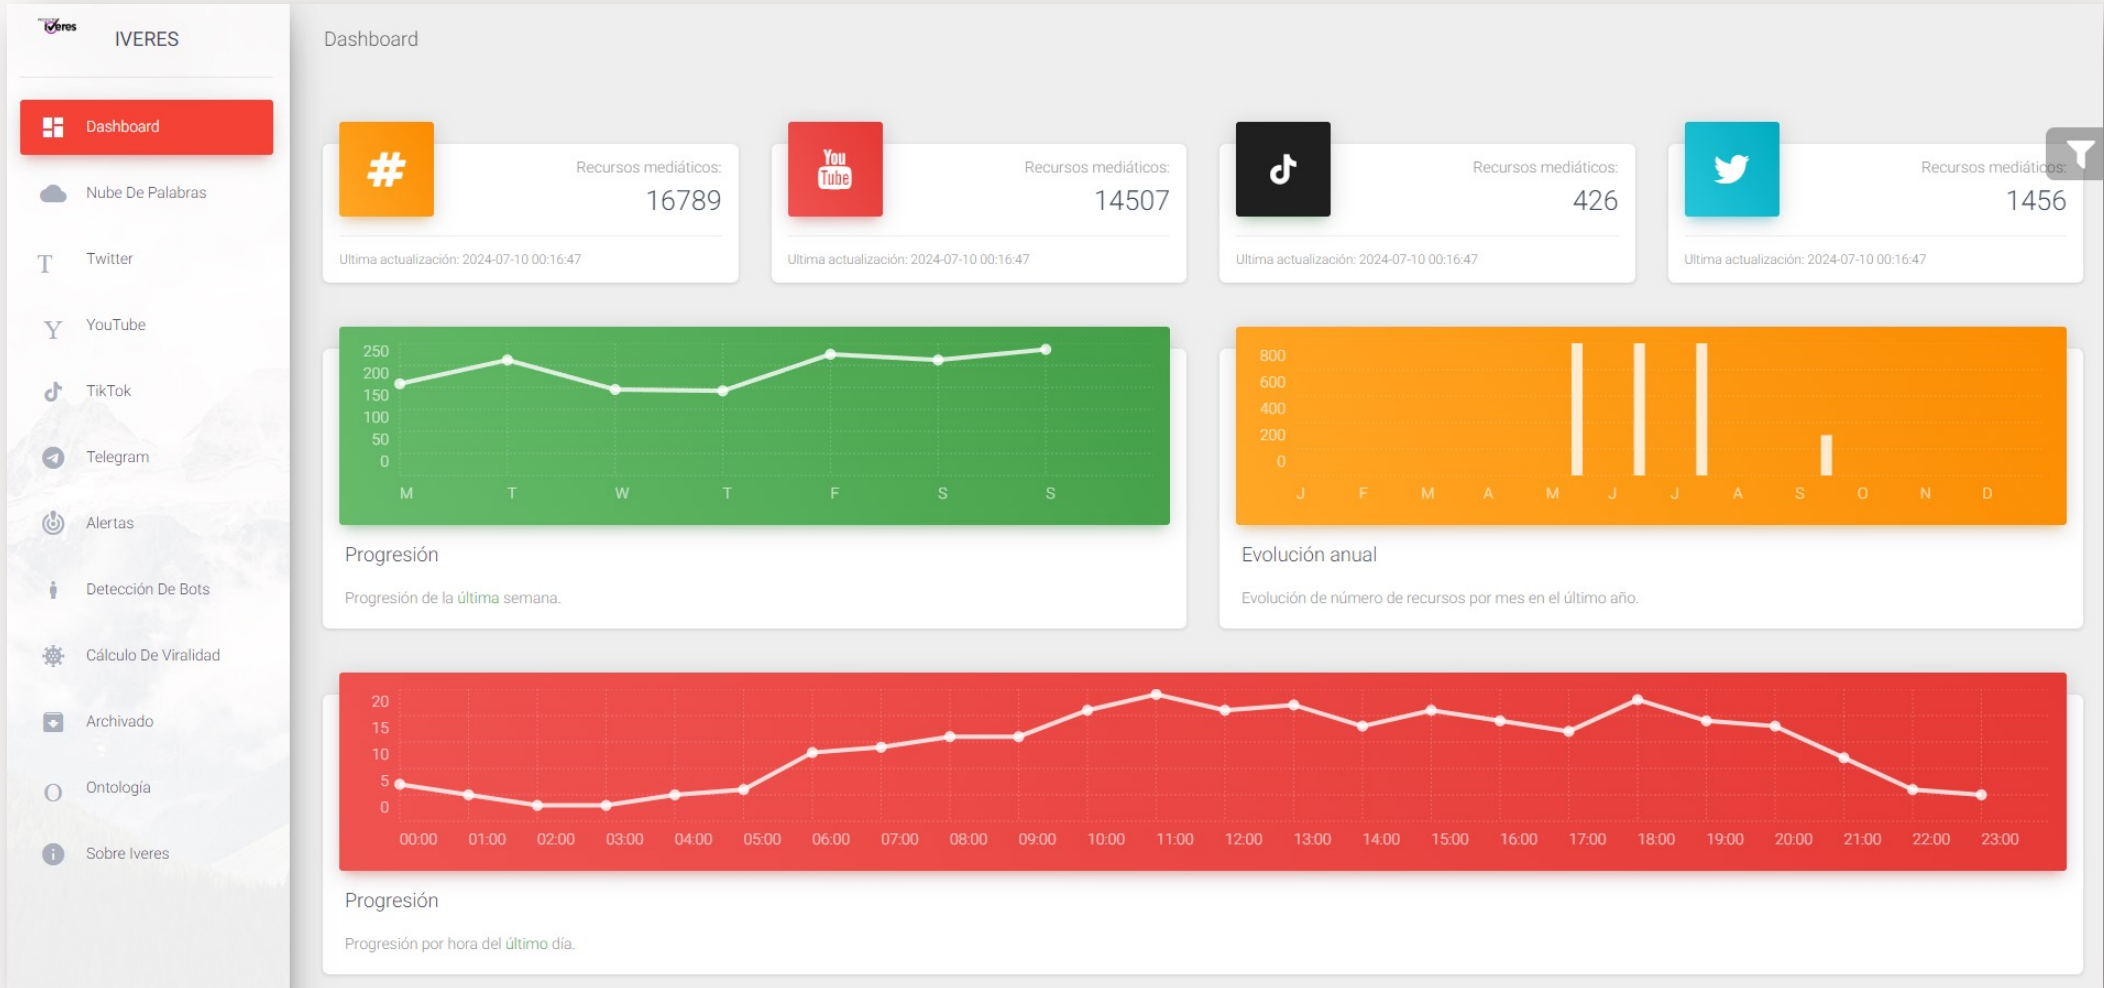 iVeres
IVERES
Dashboard
Nube De Palabras
T Twitter
Y YouTube
TikTok
Telegram
Alertas
Detección De Bots
Cálculo De Viralidad
Archivado
O Ontología
i Sobre Iveres
Dashboard
#
Recursos mediáticos:
16789
Ultima actualización: 2024-07-10 00:16:47
You
Tube
Recursos mediáticos:
14507
Ultima actualización: 2024-07-10 00:16:47
Recursos mediáticos:
426
Ultima actualización: 2024-07-10 00:16:47
Recursos mediáticos:
1456
Ultima actualización: 2024-07-10 00:16:47
250
200
150
100
50
0
M T W T F S S
Progresión
Progresión de la última semana.
800
600
400
200
0
J F M A M J J A S O N D
Evolución anual
Evolución de número de recursos por mes en el último año.
20
15
10
5
0
00:00 01:00 02:00 03:00 04:00 05:00 06:00 07:00 08:00 09:00 10:00 11:00 12:00 13:00 14:00 15:00 16:00 17:00 18:00 19:00 20:00 21:00 22:00 23:00
Progresión
Progresión por hora del último día.